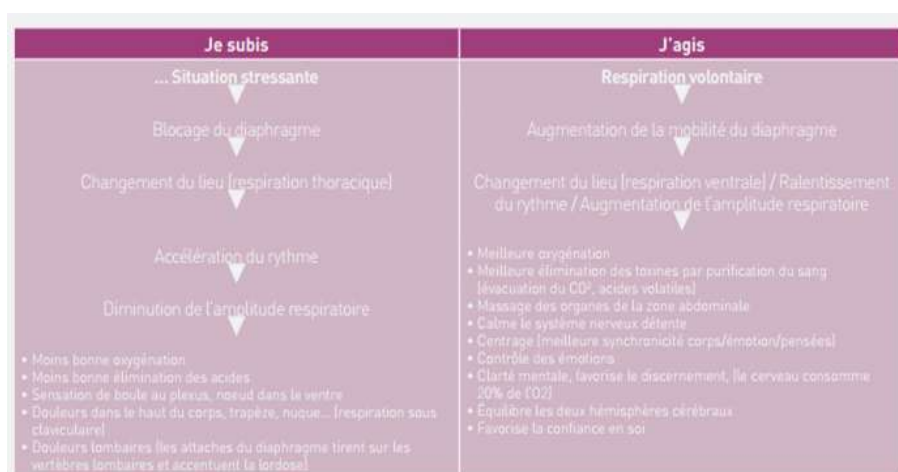 Je subis
... Situation stressante
Blocage du diaphragme
Changement du lieu (respiration thoracique)
Accélération du rythme
Diminution de l'amplitude respiratoire
• Moins bonne oxygénation
• Moins bonne élimination des acides
• Sensation de boule au plexus, noeud dans le ventre
• Douleurs dans le haut du corps, trapèze, nuque... (respiration sous
claviculaire)
• Douleurs lombaires (les attaches du diaphragme tirent sur les
vertèbres lombaires et accentuent la lordose)
J'agis
Respiration volontaire
Augmentation de la mobilité du diaphragme
Changement du lieu (respiration ventrale) / Ralentissement
du rythme / Augmentation de l'amplitude respiratoire
• Meilleure oxygénation
• Meilleure élimination des toxines par purification du sang
(évacuation du CO², acides volatiles)
• Massage des organes de la zone abdominale
• Calme le système nerveux détente
• Centrage (meilleure synchronicité corps/émotion/pensées)
• Contrôle des émotions
• Clarté mentale, favorise le discernement, (le cerveau consomme
20% de l'O2)
• Équilibre les deux hémisphères cérébraux
• Favorise la confiance en soi